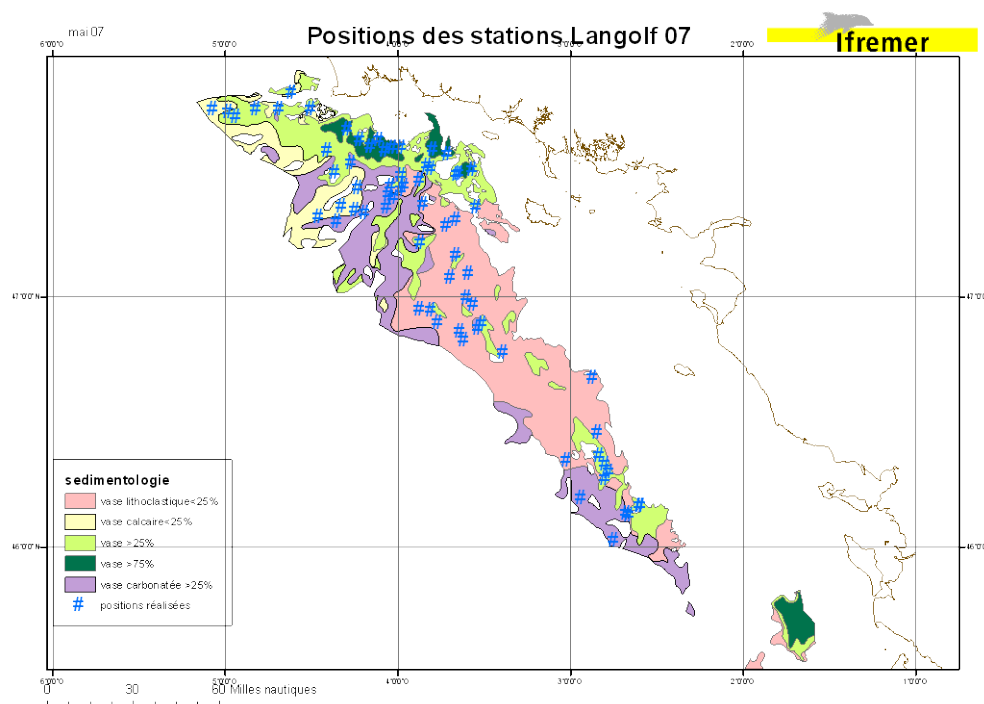 mai 07
Positions des stations Langolf 07
Ifremer
6°0'0" 5°0'0" 4°0'0" 3°0'0" 2°0'0"
47°0'0"N 47°0'0"
46°0'0"N 46°0'0"
sedimentologie
vase lithoclastique<25%
vase calcaire<25%
vase >25%
vase >75%
vase carbonatée >25%
# positions réalisées
6°0'0" 5°0'0" 4°0'0" 3°0'0" 2°0'0" 1°0'0"
0 30 60 Milles nautiques